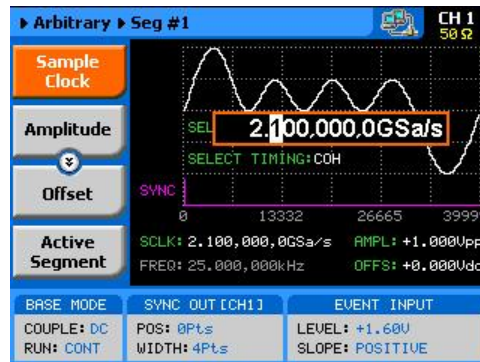 ▶ Arbitrary ▶ Seg #1
CH 1
50 Ω
Sample
Clock
Amplitude
Offset
Active
Segment
SEL
2.100,000,0GSa/s
SELECT TIMING:COH
SYNC
0 13332 26665 39999
SCLK: 2.100,000,0GSa/s AMPL: +1.000Vpp
FREQ: 25.000,000kHz OFFS: +0.000Vdc
BASE MODE
COUPLE: DC
RUN: CONT
SYNC OUT [CH1]
POS: 0Pts
WIDTH: 4Pts
EVENT INPUT
LEVEL: +1.60V
SLOPE: POSITIVE